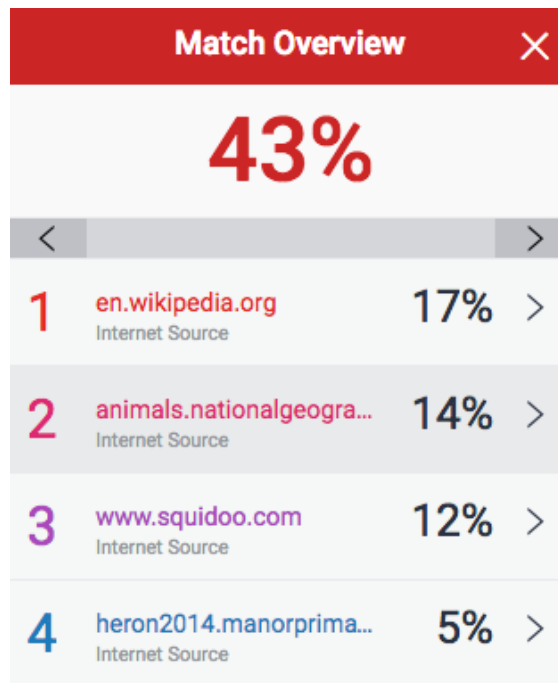 Match Overview
43%
1 en.wikipedia.org 17%
Internet Source
2 animals.nationalgeogra... 14%
Internet Source
3 www.squidoo.com 12%
Internet Source
4 heron2014.manorprima... 5%
Internet Source